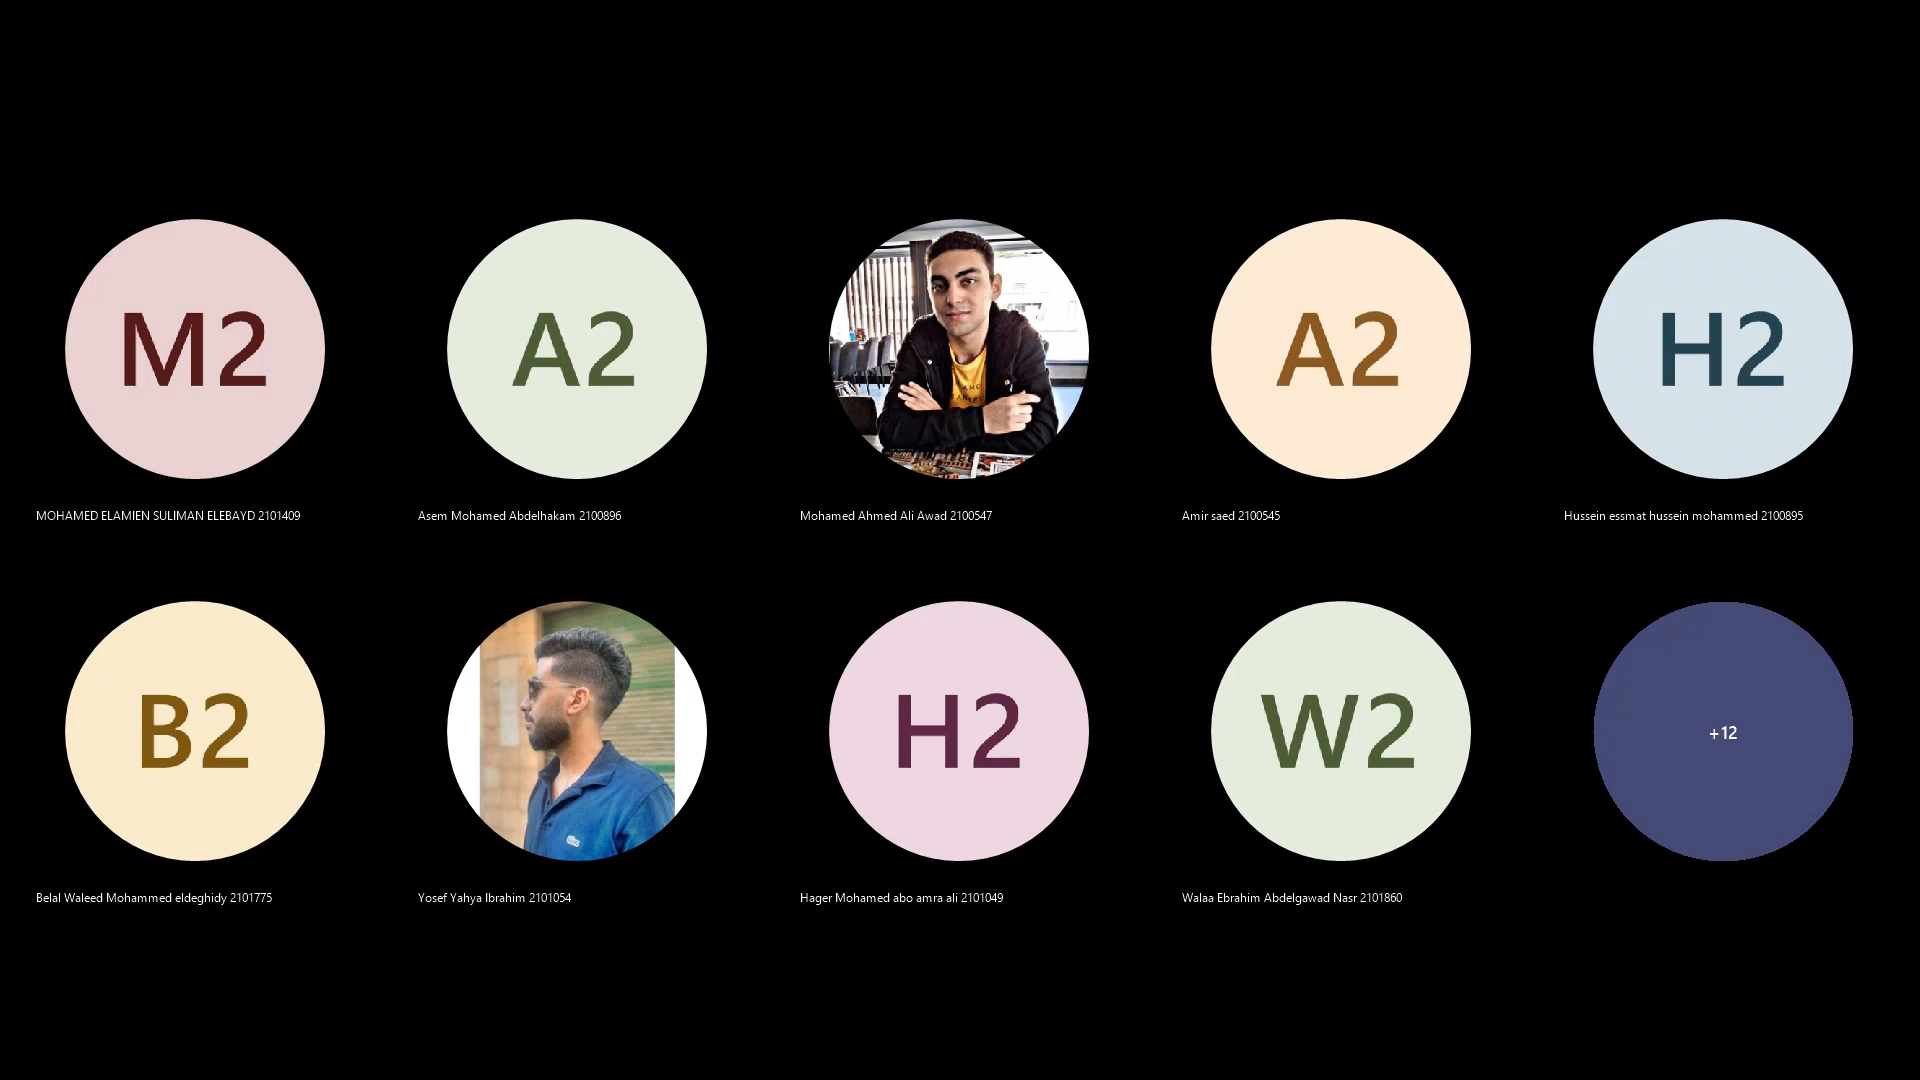 M2
A2
A2
H2
MOHAMED ELAMIEN SULIMAN ELEBAYD 2101409
Asem Mohamed Abdelhakam 2100896
Mohamed Ahmed Ali Awad 2100547
Amir saed 2100545
Hussein essmat hussein mohammed 2100895
B2
H2
W2
+12
Belal Waleed Mohammed eldeghidy 2101775
Yosef Yahya Ibrahim 2101054
Hager Mohamed abo amra ali 2101049
Walaa Ebrahim Abdelgawad Nasr 2101860